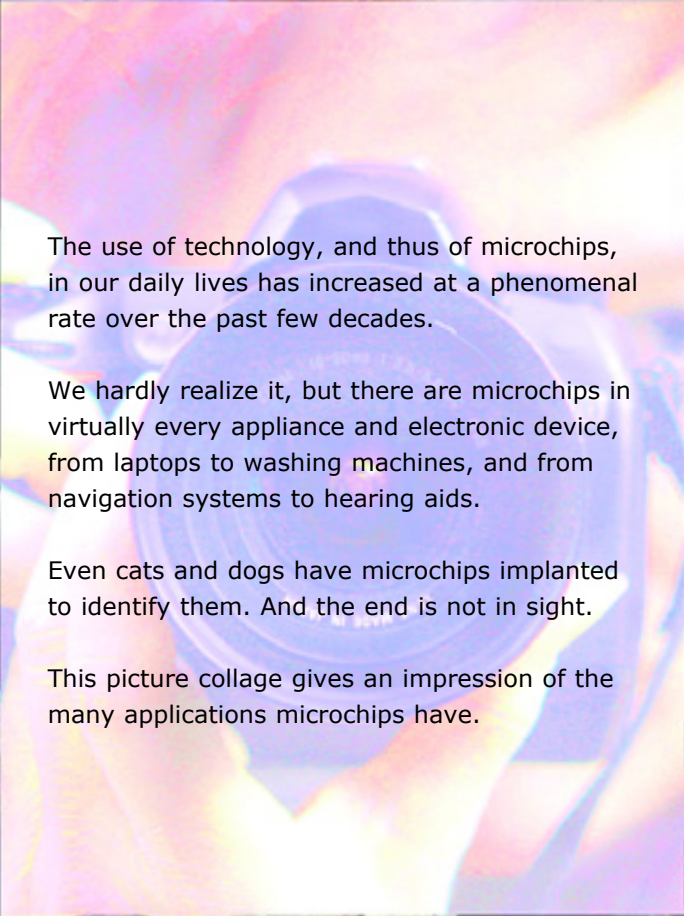 The use of technology, and thus of microchips,
in our daily lives has increased at a phenomenal
rate over the past few decades.
We hardly realize it, but there are microchips in
virtually every appliance and electronic device,
from laptops to washing machines, and from
navigation systems to hearing aids.
Even cats and dogs have microchips implanted
to identify them. And the end is not in sight.
This picture collage gives an impression of the
many applications microchips have.